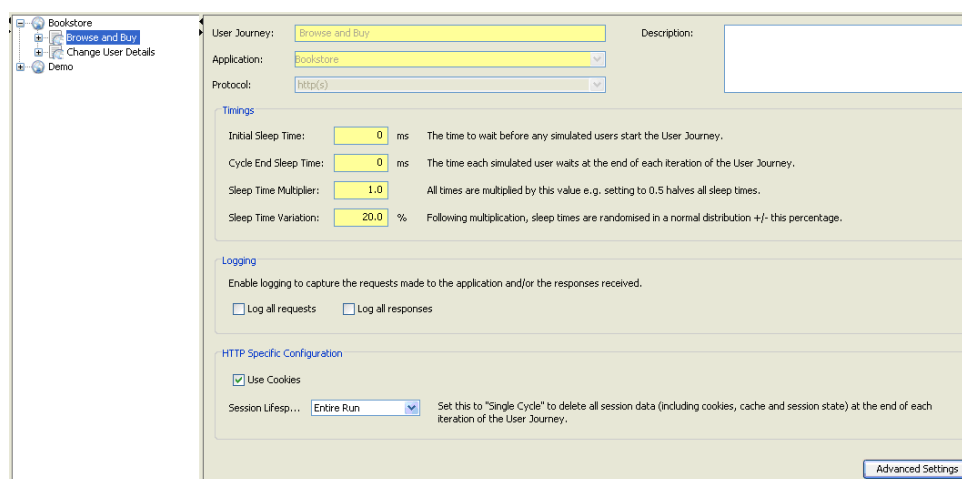 Bookstore
Browse and Buy
Change User Details
Demo
User Journey: Browse and Buy Description:
Application: Bookstore
Protocol: http(s)
Timings
Initial Sleep Time: 0 ms The time to wait before any simulated users start the User Journey.
Cycle End Sleep Time: 0 ms The time each simulated user waits at the end of each iteration of the User Journey.
Sleep Time Multiplier: 1.0 All times are multiplied by this value e.g. setting to 0.5 halves all sleep times.
Sleep Time Variation: 20.0 % Following multiplication, sleep times are randomised in a normal distribution +/- this percentage.
Logging
Enable logging to capture the requests made to the application and/or the responses received.
Log all requests Log all responses
HTTP Specific Configuration
Use Cookies
Session Lifesp... Entire Run Set this to "Single Cycle" to delete all session data (including cookies, cache and session state) at the end of each
iteration of the User Journey.
Advanced Settings